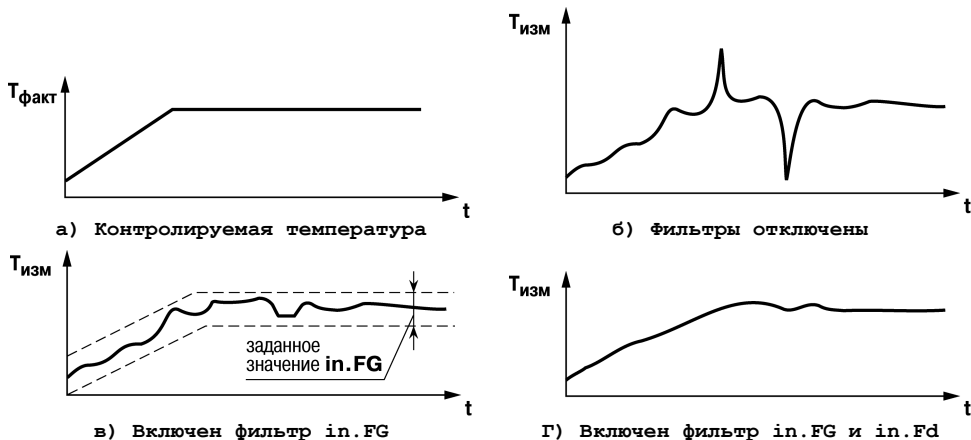 Tфакт
t
а) Контролируемая температура
Tизм
t
б) Фильтры отключены
Tизм
заданное
значение in.FG
t
в) Включен фильтр in.FG
Tизм
t
Г) Включен фильтр in.FG и in.Fd